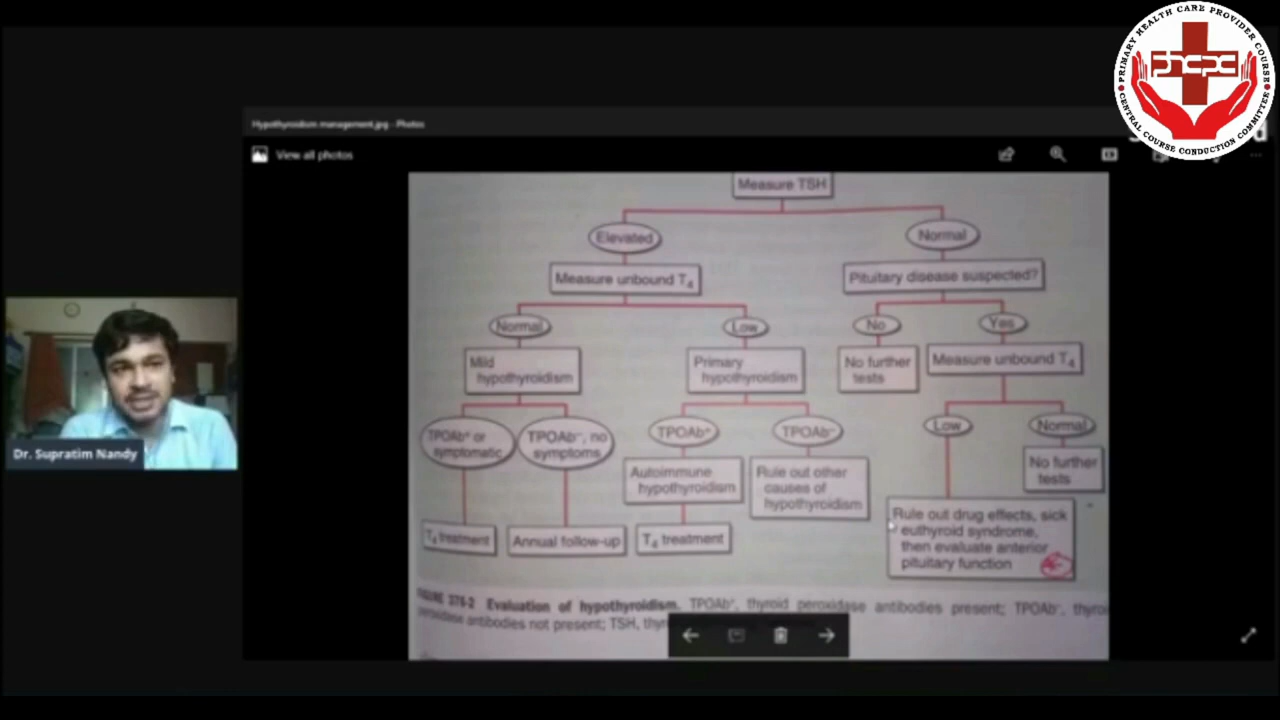 PRIMARY HEALTH CARE PROVIDER COURSE
phcpc
CENTRAL COURSE CONDUCTION COMMITTEE
Hypothyroidism management.jpg - Photos
View all photos
Measure TSH
Elevated
Normal
Measure unbound T4
Pituitary disease suspected?
Normal
Low
No
Yes
Mild
hypothyroidism
Primary
hypothyroidism
No further
tests
Measure unbound T4
TPOAb+ or
symptomatic
TPOAb–, no
symptoms
TPOAb+
TPOAb–
Low
Normal
Autoimmune
hypothyroidism
Rule out other
causes of
hypothyroidism
No further
tests
T4 treatment
Annual follow-up
T4 treatment
Rule out drug effects, sick
euthyroid syndrome,
then evaluate anterior
pituitary function
Dr. Supratim Nandy
FIGURE 376-2 Evaluation of hypothyroidism. TPOAb+, thyroid peroxidase antibodies present; TPOAb–, thyro
peroxidase antibodies not present; TSH, thyr